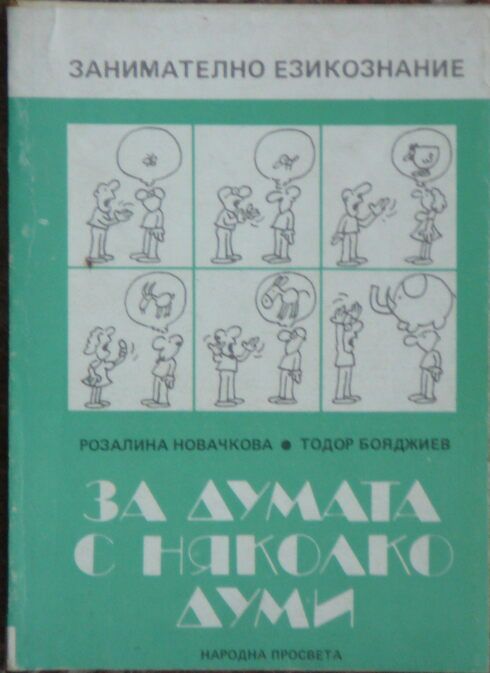 ЗАНИМАТЕЛНО ЕЗИКОЗНАНИЕ
РОЗАЛИНА НОВАЧКОВА ● ТОДОР БОЯДЖИЕВ
ЗА ДУМАТА
С НЯКОЛКО
ДУМИ
НАРОДНА ПРОСВЕТА